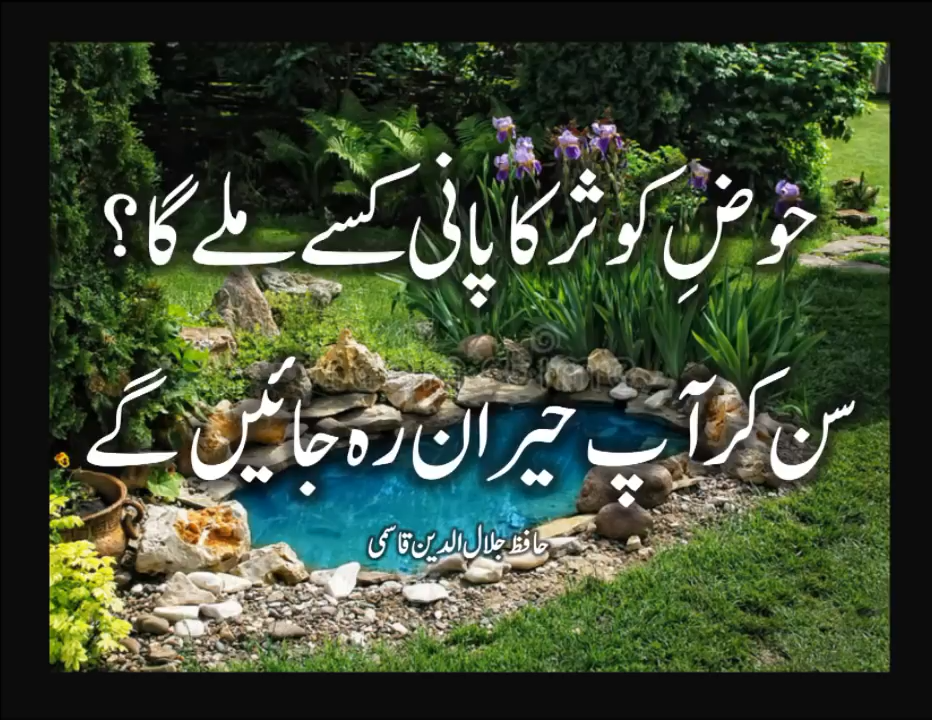 حوضِ کوثر کا پانی کسے ملے گا؟
سن کر آپ حیران رہ جائیں گے
حافظ جلال الدین قاسمی